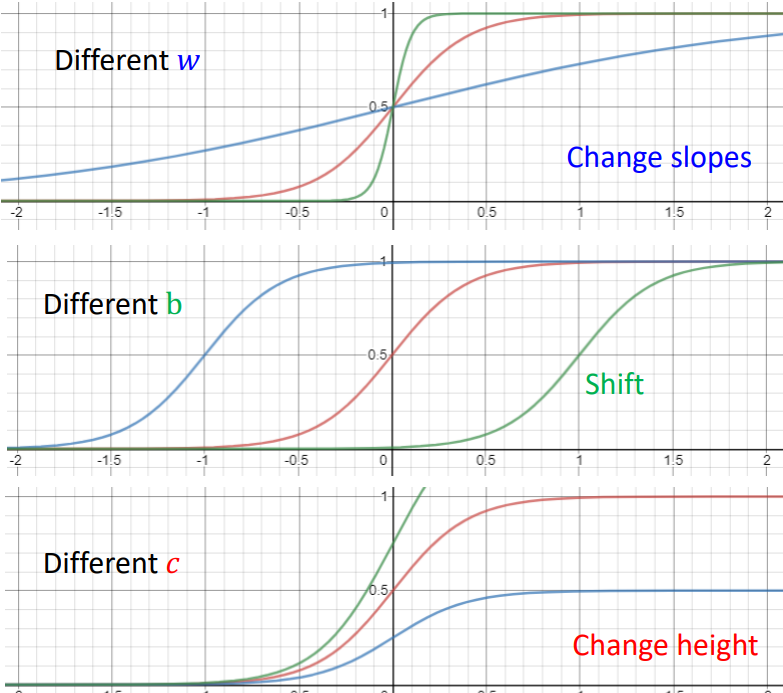 1
Different w
0.5
Change slopes
-2 -1.5 -1 -0.5 0 0.5 1 1.5 2
1
Different b
0.5
Shift
-2 -1.5 -1 -0.5 0 0.5 1 1.5 2
1
Different c
0.5
Change height